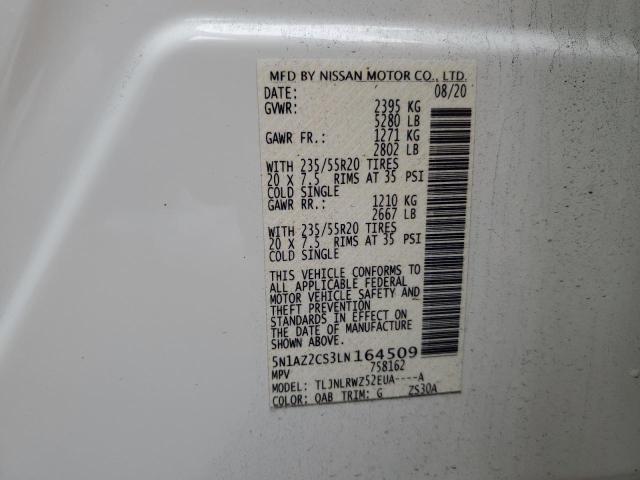 MFD BY NISSAN MOTOR CO., LTD.
DATE: 08/20
GVWR: 2395 KG
5280 LB
GAWR FR.: 1271 KG
2802 LB
WITH 235/55R20 TIRES
20 X 7.5 RIMS AT 35 PSI
COLD SINGLE
GAWR RR.: 1210 KG
2667 LB
WITH 235/55R20 TIRES
20 X 7.5 RIMS AT 35 PSI
COLD SINGLE
THIS VEHICLE CONFORMS TO
ALL APPLICABLE FEDERAL
MOTOR VEHICLE SAFETY AND
THEFT PREVENTION
STANDARDS IN EFFECT ON
THE DATE OF MANUFACTURE
SHOWN ABOVE.
5N1AZ2CS3LN164509
MPV 758162
MODEL: TLJNLRWZ52EUA----A
COLOR: QAB TRIM: G ZS30A